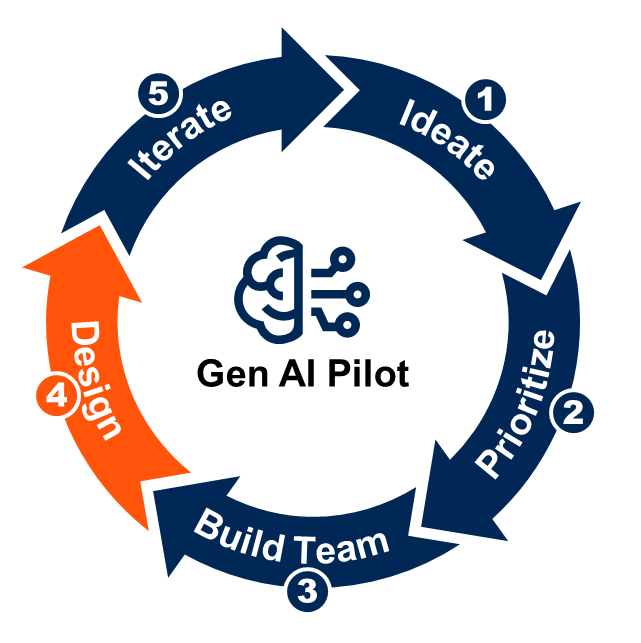 1
Ideate
2
Prioritize
3
Build Team
4
Design
5
Iterate
Gen AI Pilot